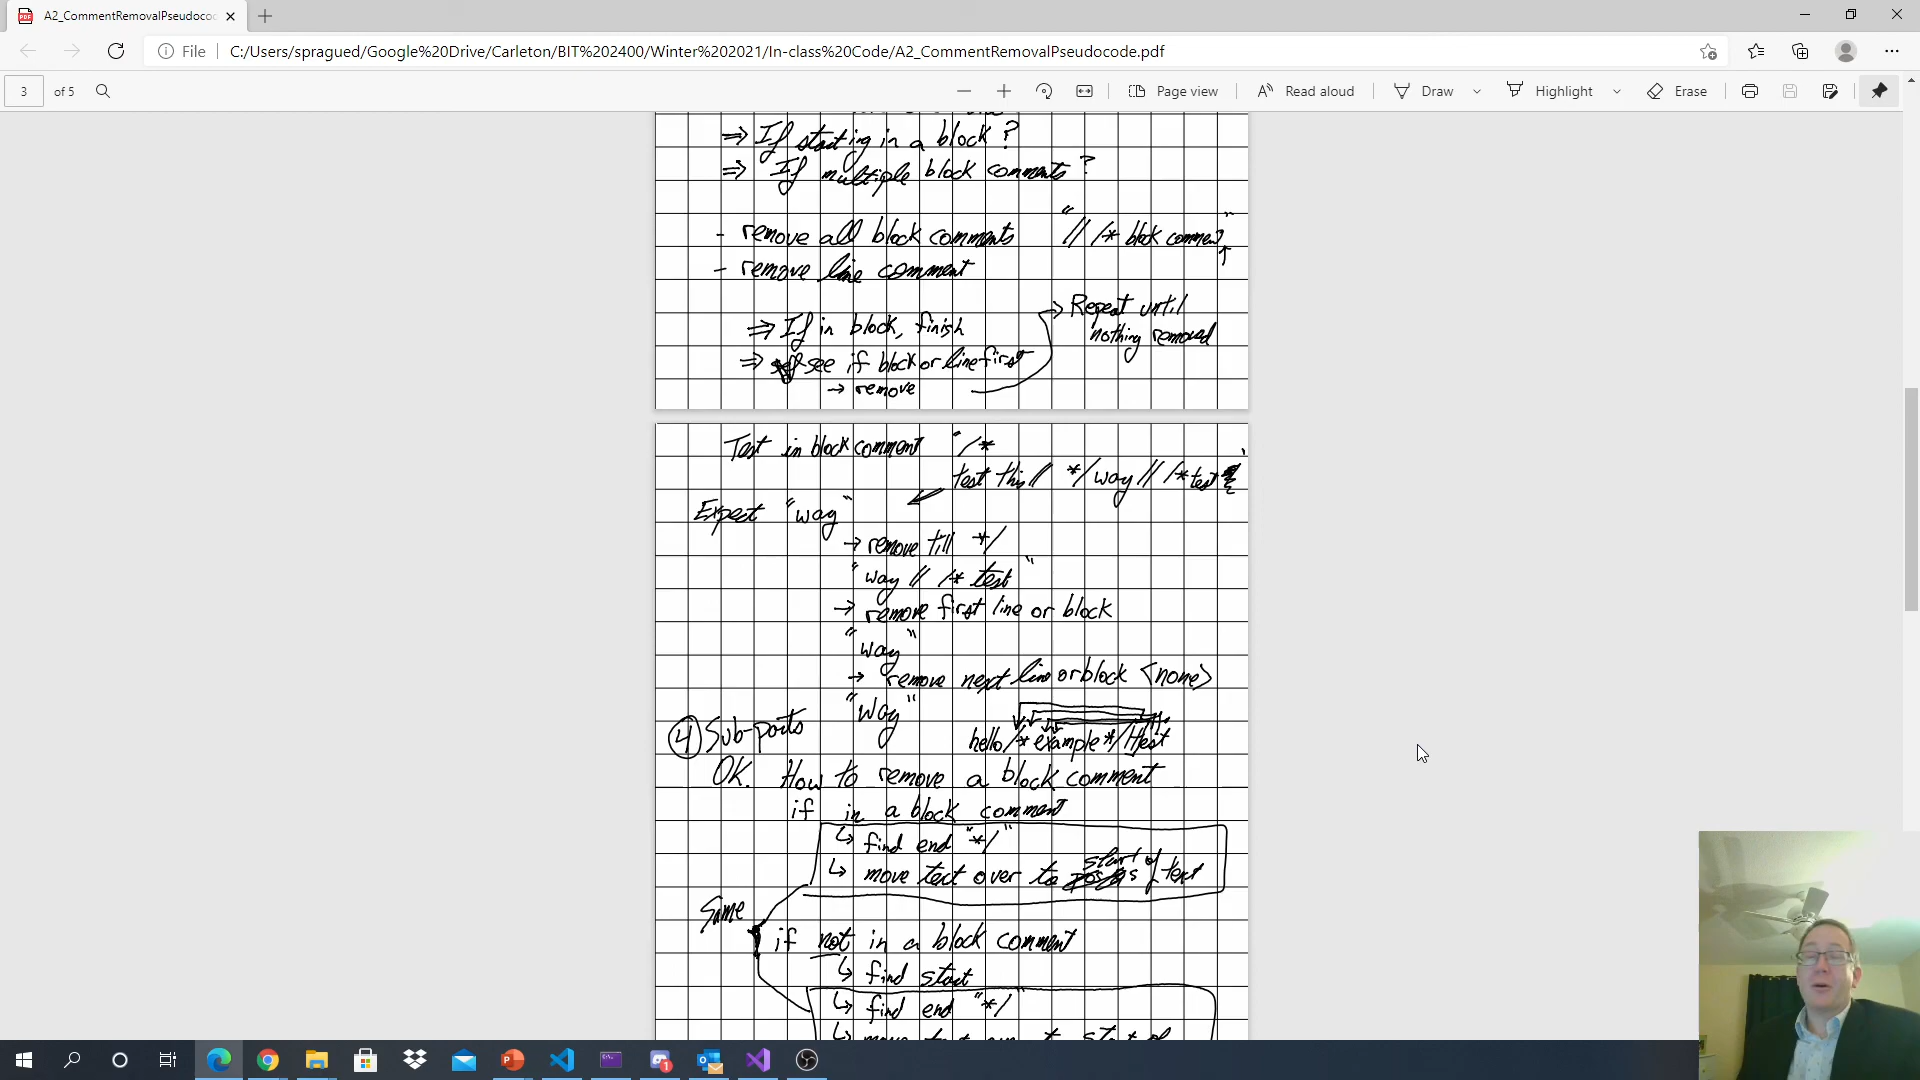 A2_CommentRemovalPseudoco
File
C:/Users/spragued/Google%20Drive/Carleton/BIT%202400/Winter%202021/In-class%20Code/A2_CommentRemovalPseudocode.pdf
3 of 5
Page view
Read aloud
Draw
Highlight
Erase
⇒ If starting in a block?
⇒ If multiple block comments?
- remove all block comments "// /* block comment"
- remove line comment
⇒ If in block, finish
→ Repeat until
nothing removed
⇒ see if block or line first
→ remove
Test in block comment "/*
test this // */ way // /* test
Expect "way"
→ remove till */
"way // /* test"
→ remove first line or block
"way"
→ remove next line or block <none>
"way"
④ Sub-parts
hello/* example */ test
OK. How to remove a block comment
if in a block comment
↳ find end "*/"
↳ move text over to start of text
Same
if not in a block comment
↳ find start
↳ find end "*/"